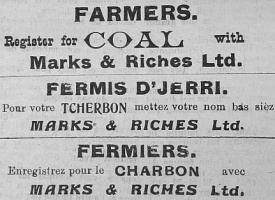 FARMERS.
Register for COAL with
Marks & Riches Ltd.
FERMIS D'JERRI.
Pour votre TCHERBON mettez votre nom bas sièz
MARKS & RICHES Ltd.
FERMIERS.
Enregistrez pour le CHARBON avec
MARKS & RICHES Ltd.